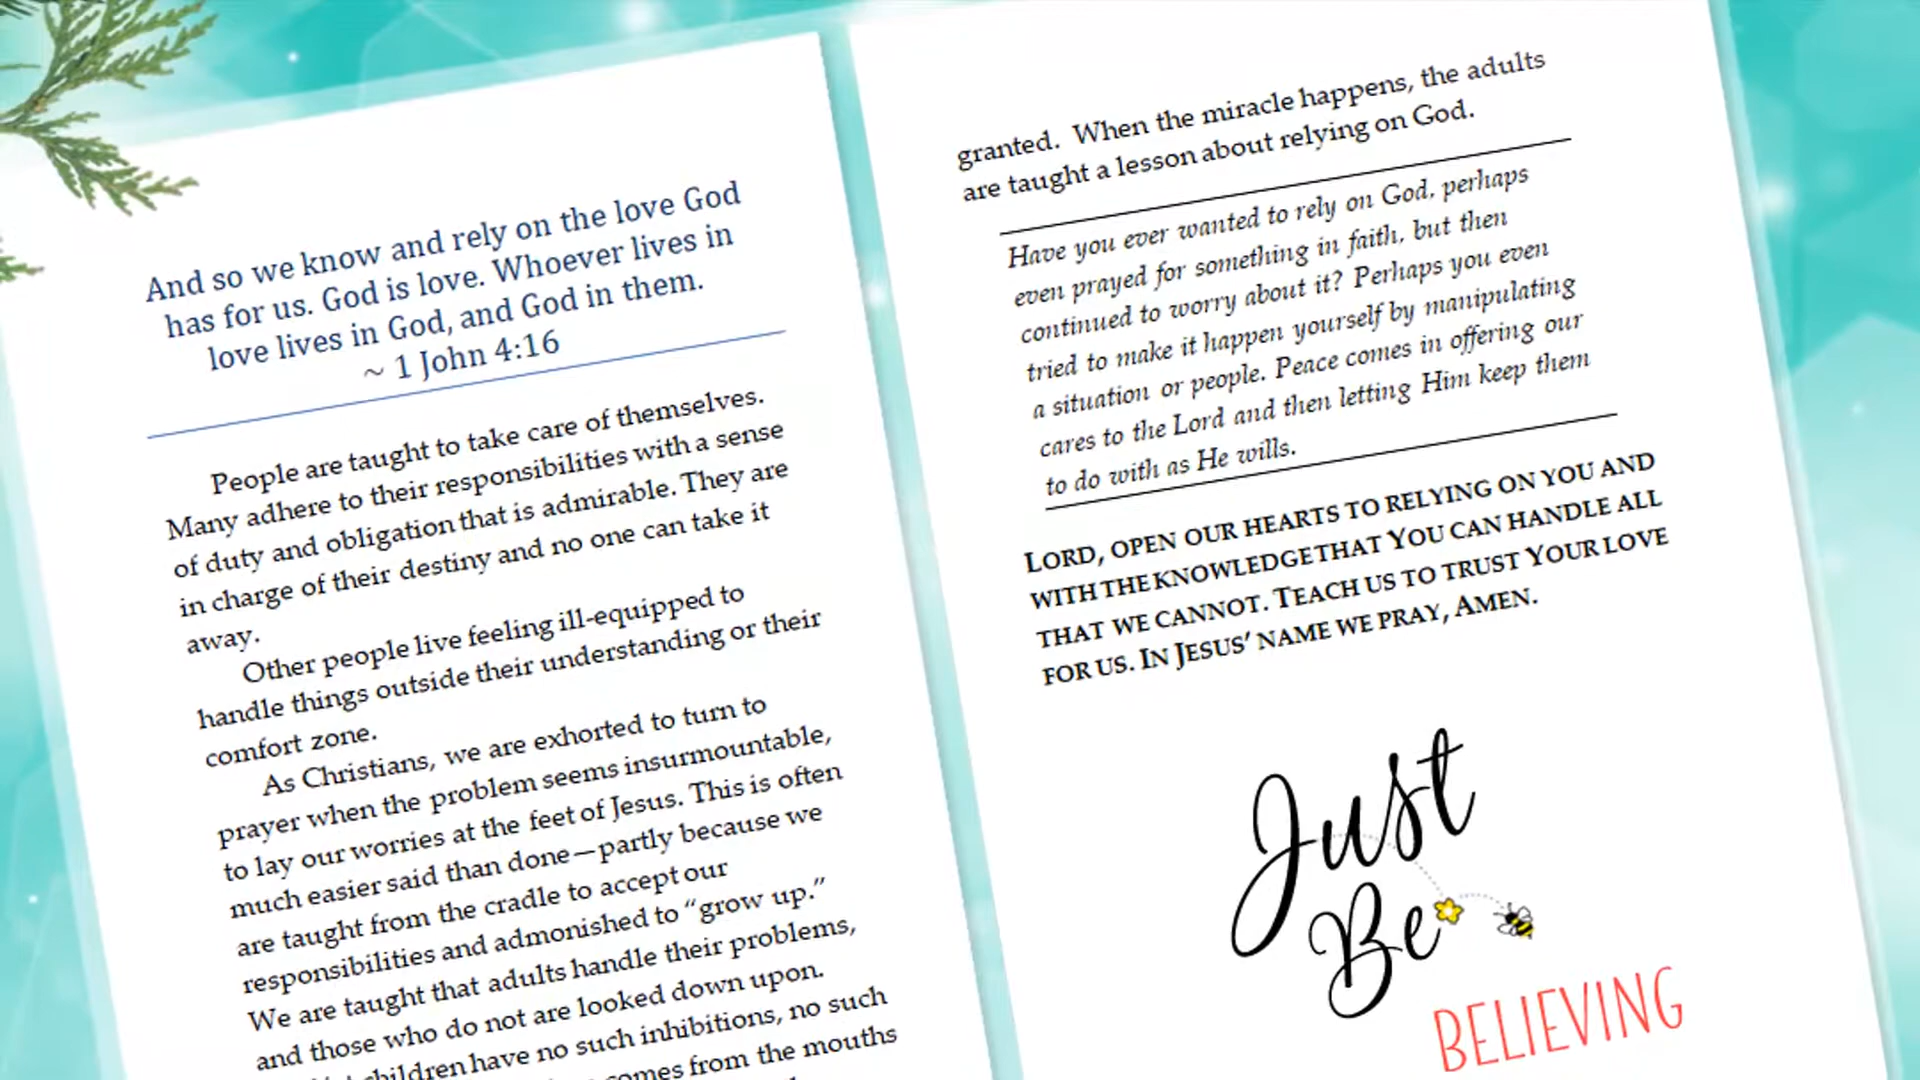 And so we know and rely on the love God
has for us. God is love. Whoever lives in
love lives in God, and God in them.
~ 1 John 4:16
People are taught to take care of themselves.
Many adhere to their responsibilities with a sense
of duty and obligation that is admirable. They are
in charge of their destiny and no one can take it
away.
Other people live feeling ill-equipped to
handle things outside their understanding or their
comfort zone.
As Christians, we are exhorted to turn to
prayer when the problem seems insurmountable,
to lay our worries at the feet of Jesus. This is often
much easier said than done—partly because we
are taught from the cradle to accept our
responsibilities and admonished to “grow up.”
We are taught that adults handle their problems,
and those who do not are looked down upon.
children have no such inhibitions, no such
comes from the mouths
granted. When the miracle happens, the adults
are taught a lesson about relying on God.
Have you ever wanted to rely on God, perhaps
even prayed for something in faith, but then
continued to worry about it? Perhaps you even
tried to make it happen yourself by manipulating
a situation or people. Peace comes in offering our
cares to the Lord and then letting Him keep them
to do with as He wills.
LORD, OPEN OUR HEARTS TO RELYING ON YOU AND
WITH THE KNOWLEDGE THAT YOU CAN HANDLE ALL
THAT WE CANNOT. TEACH US TO TRUST YOUR LOVE
FOR US. IN JESUS’ NAME WE PRAY, AMEN.
Just
Be
BELIEVING